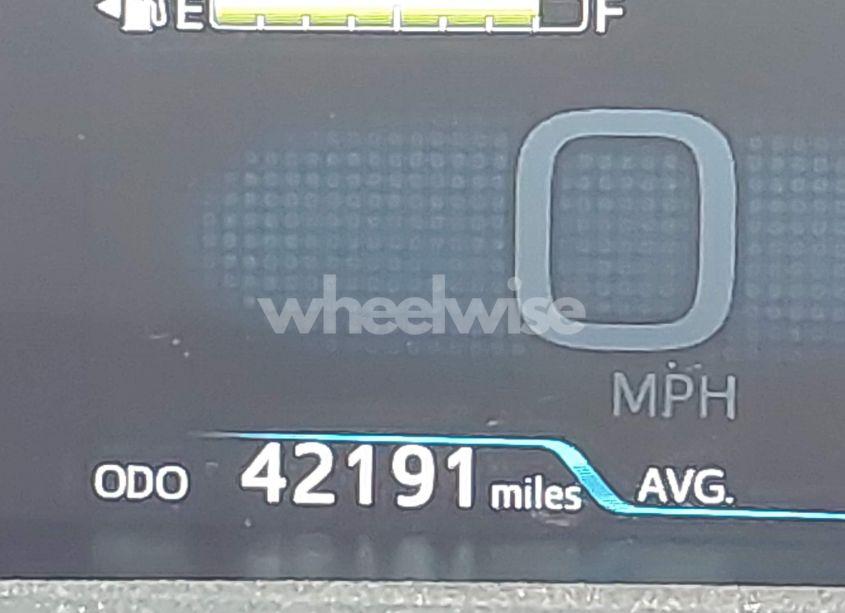 E F
0
wheelwise
MPH
ODO 42191 miles AVG.